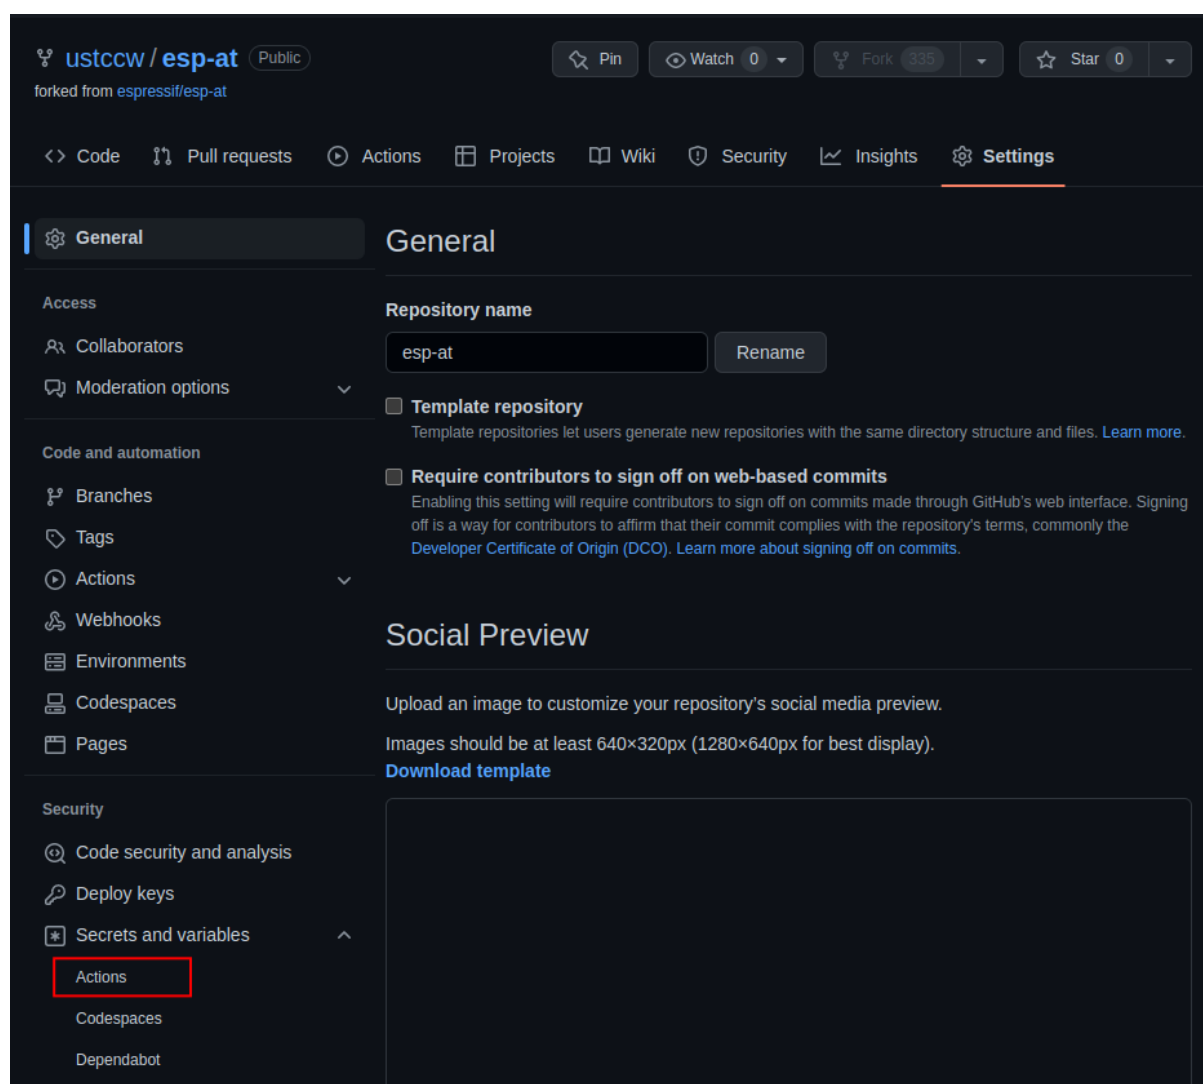 ustccw / esp-at Public
Pin
Watch 0
Fork 335
Star 0
forked from espressif/esp-at
Code
Pull requests
Actions
Projects
Wiki
Security
Insights
Settings
General
Access
Collaborators
Moderation options
Code and automation
Branches
Tags
Actions
Webhooks
Environments
Codespaces
Pages
Security
Code security and analysis
Deploy keys
Secrets and variables
Actions
Codespaces
Dependabot
General
Repository name
esp-at
Rename
Template repository
Template repositories let users generate new repositories with the same directory structure and files. Learn more.
Require contributors to sign off on web-based commits
Enabling this setting will require contributors to sign off on commits made through GitHub's web interface. Signing
off is a way for contributors to affirm that their commit complies with the repository's terms, commonly the
Developer Certificate of Origin (DCO). Learn more about signing off on commits.
Social Preview
Upload an image to customize your repository's social media preview.
Images should be at least 640×320px (1280×640px for best display).
Download template